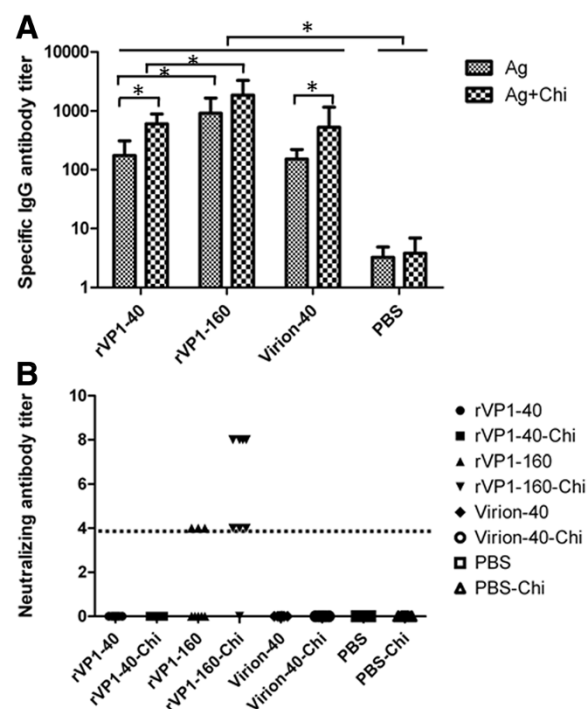 A
*
*
*
*
*
10000
1000
100
10
1
Specific IgG antibody titer
rVP1-40
rVP1-160
Virion-40
PBS
Ag
Ag+Chi
B
10
8
6
4
2
0
Neutralizing antibody titer
rVP1-40
rVP1-40-Chi
rVP1-160
rVP1-160-Chi
Virion-40
Virion-40-Chi
PBS
PBS-Chi
rVP1-40
rVP1-40-Chi
rVP1-160
rVP1-160-Chi
Virion-40
Virion-40-Chi
PBS
PBS-Chi